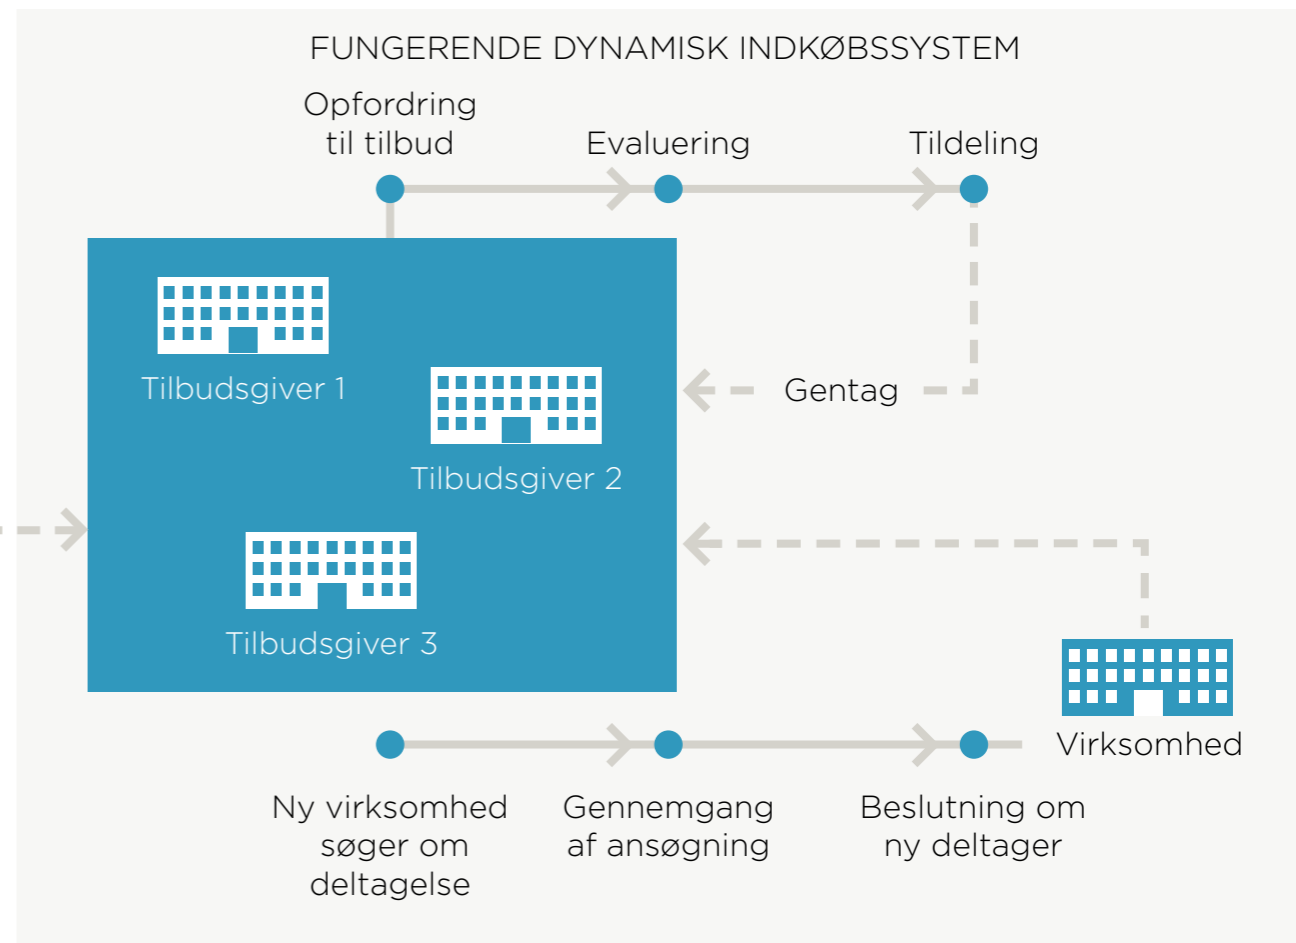 FUNGERENDE DYNAMISK INDKØBSSYSTEM
Opfordring
til tilbud
Evaluering
Tildeling
Tilbudsgiver 1
Gentag
Tilbudsgiver 2
Tilbudsgiver 3
Virksomhed
Ny virksomhed
søger om
deltagelse
Gennemgang
af ansøgning
Beslutning om
ny deltager